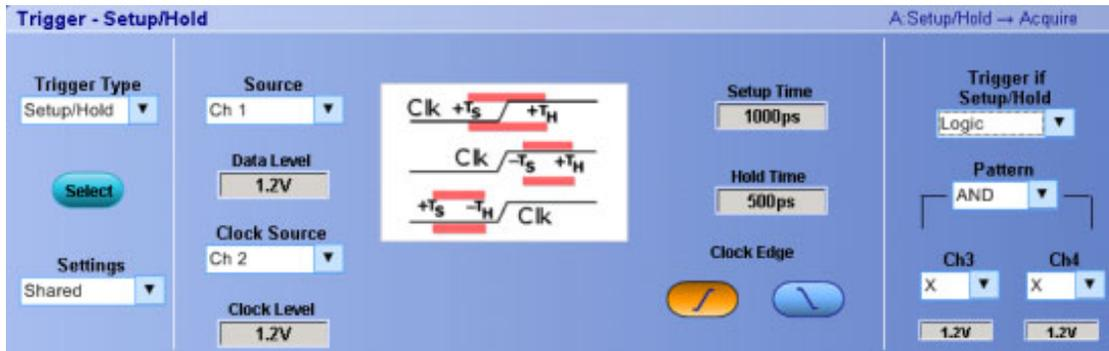 Trigger - Setup/Hold
A:Setup/Hold → Acquire
Trigger Type
Setup/Hold
Select
Settings
Shared
Source
Ch 1
Data Level
1.2V
Clock Source
Ch 2
Clock Level
1.2V
Clk +TS +TH
Clk -TS +TH
+TS -TH Clk
Setup Time
1000ps
Hold Time
500ps
Clock Edge
Trigger if
Setup/Hold
Logic
Pattern
AND
Ch3 Ch4
X X
1.2V 1.2V